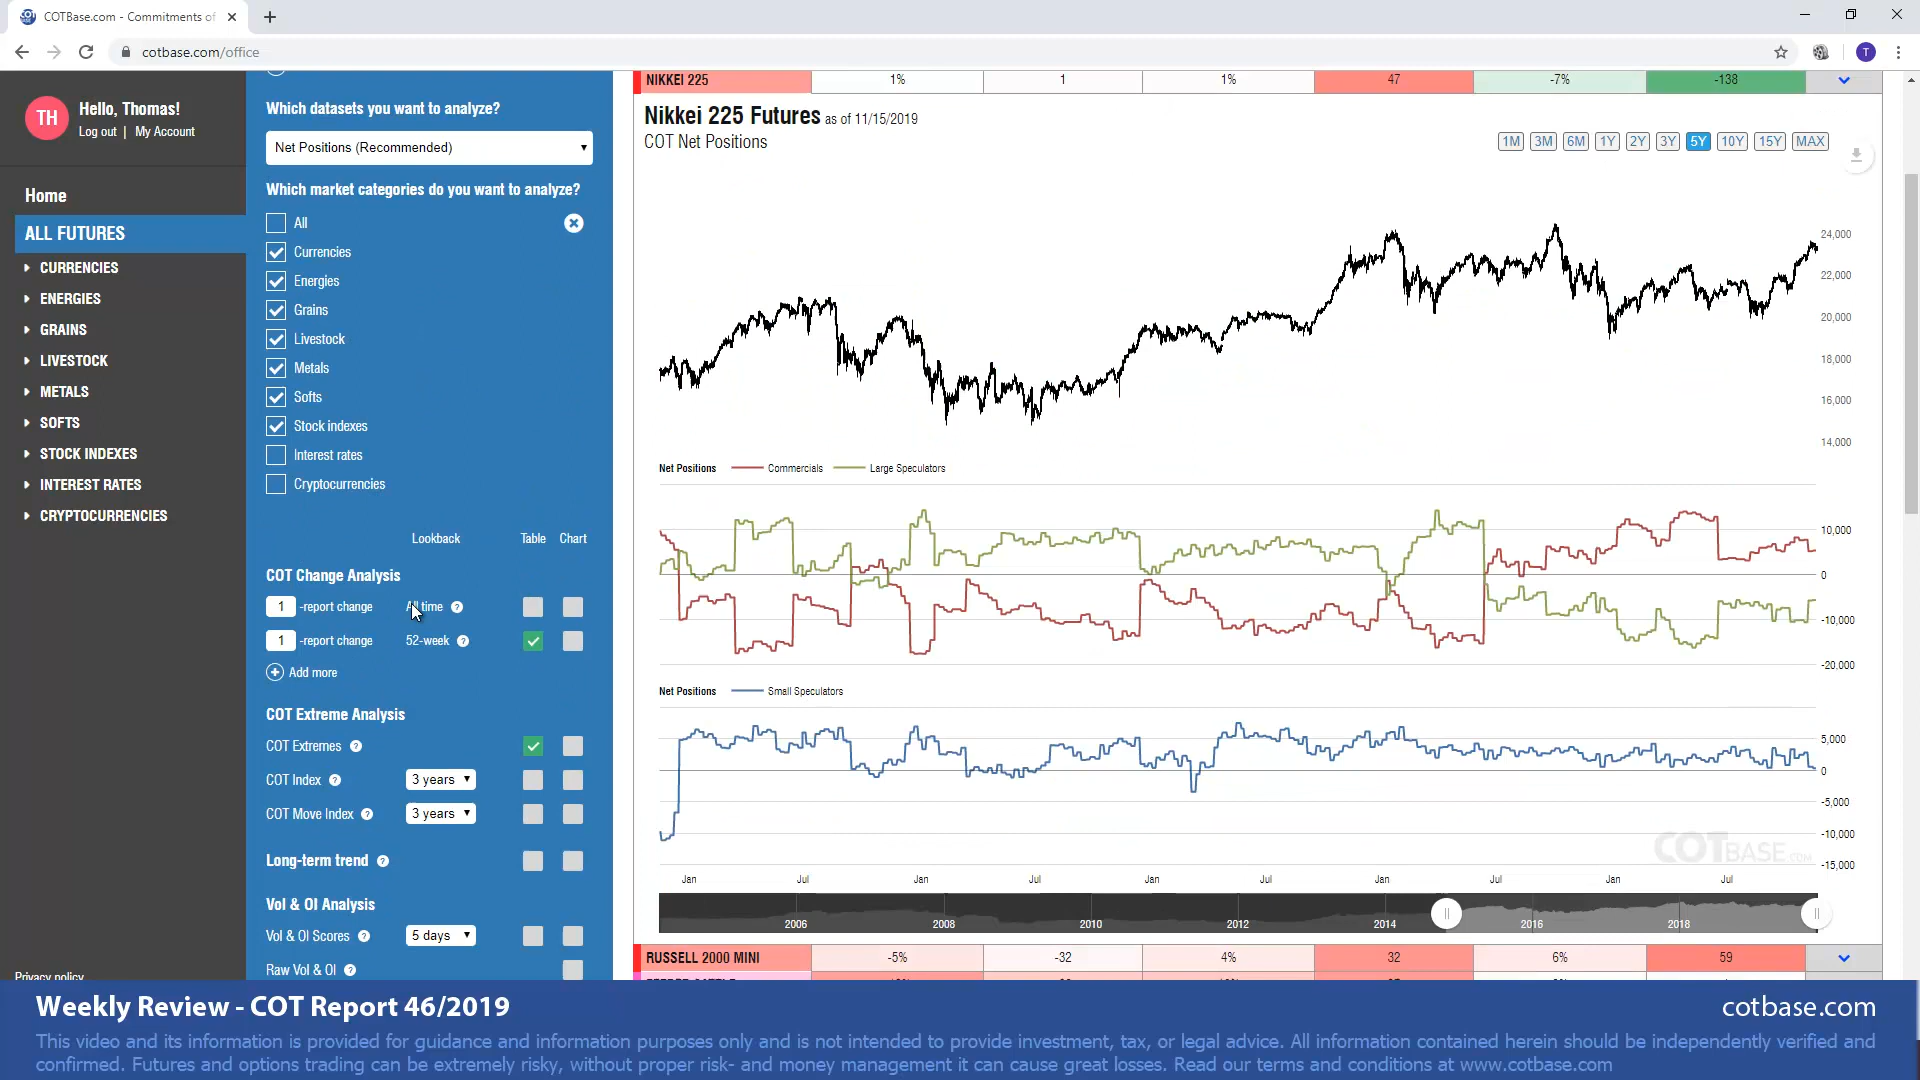 COTBase.com - Commitments of
cotbase.com/office
T
TH
Hello, Thomas!
Log out | My Account
Home
ALL FUTURES
CURRENCIES
ENERGIES
GRAINS
LIVESTOCK
METALS
SOFTS
STOCK INDEXES
INTEREST RATES
CRYPTOCURRENCIES
Privacy policy
Which datasets you want to analyze?
Net Positions (Recommended)
Which market categories do you want to analyze?
All
Currencies
Energies
Grains
Livestock
Metals
Softs
Stock indexes
Interest rates
Cryptocurrencies
Lookback Table Chart
COT Change Analysis
1 -report change All time ?
1 -report change 52-week ?
Add more
COT Extreme Analysis
COT Extremes ?
COT Index ? 3 years
COT Move Index ? 3 years
Long-term trend ?
Vol & OI Analysis
Vol & OI Scores ? 5 days
Raw Vol & OI ?
NIKKEI 225 1% 1 1% 47 -7% -138
Nikkei 225 Futures as of 11/15/2019
COT Net Positions
1M 3M 6M 1Y 2Y 3Y 5Y 10Y 15Y MAX
24,000
22,000
20,000
18,000
16,000
14,000
Net Positions Commercials Large Speculators
10,000
0
-10,000
-20,000
Net Positions Small Speculators
5,000
0
-5,000
-10,000
-15,000
COTBASE.COM
Jan Jul Jan Jul Jan Jul Jan Jul Jan Jul
2006 2008 2010 2012 2014 2016 2018
RUSSELL 2000 MINI -5% -32 4% 32 6% 59
Weekly Review - COT Report 46/2019
cotbase.com
This video and its information is provided for guidance and information purposes only and is not intended to provide investment, tax, or legal advice. All information contained herein should be independently verified and
confirmed. Futures and options trading can be extremely risky, without proper risk- and money management it can cause great losses. Read our terms and conditions at www.cotbase.com